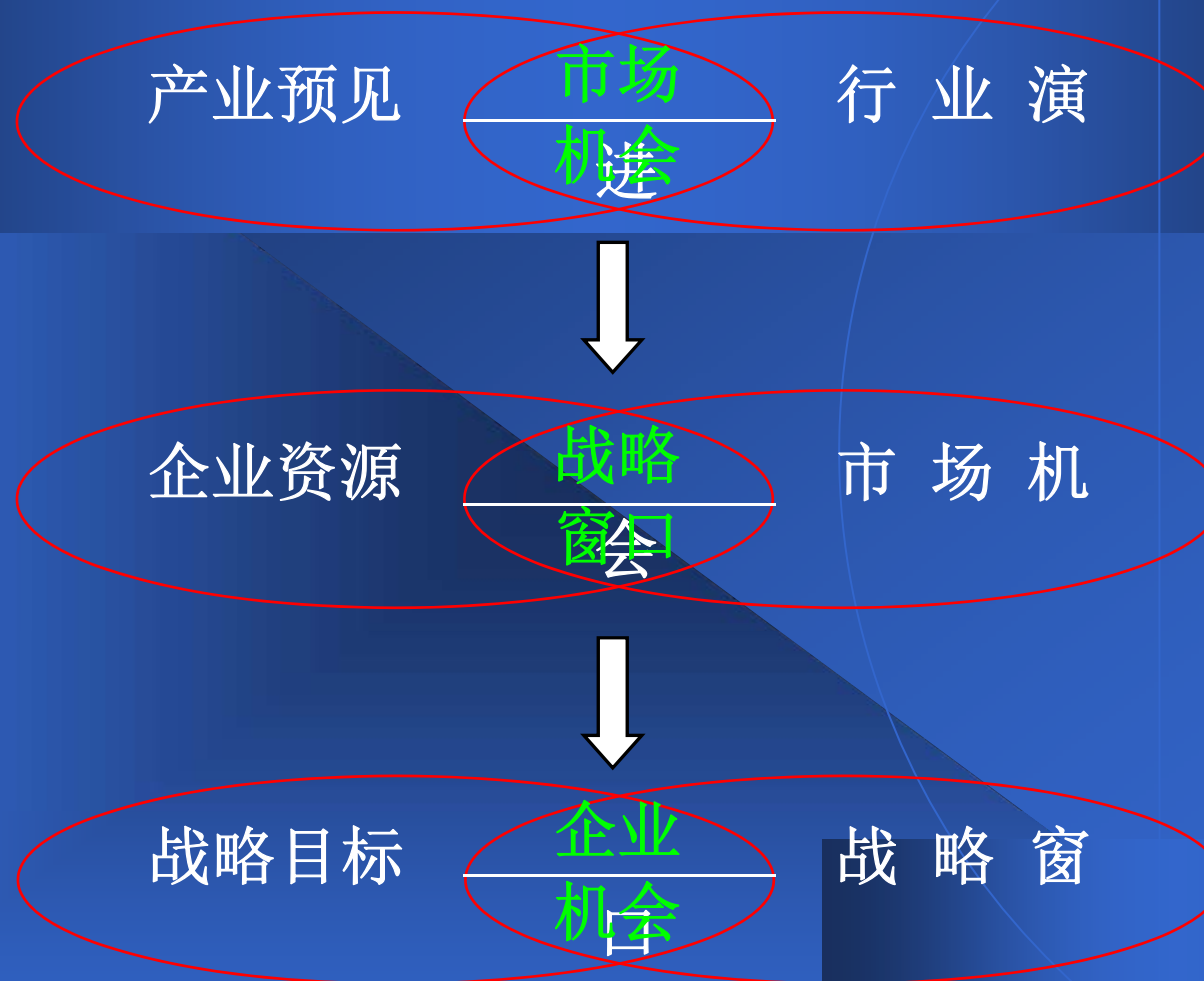 产业预见
市场
机会
行 业 演
进
企业资源
战略
窗口
市 场 机
会
战略目标
企业
机会
战 略 窗
口